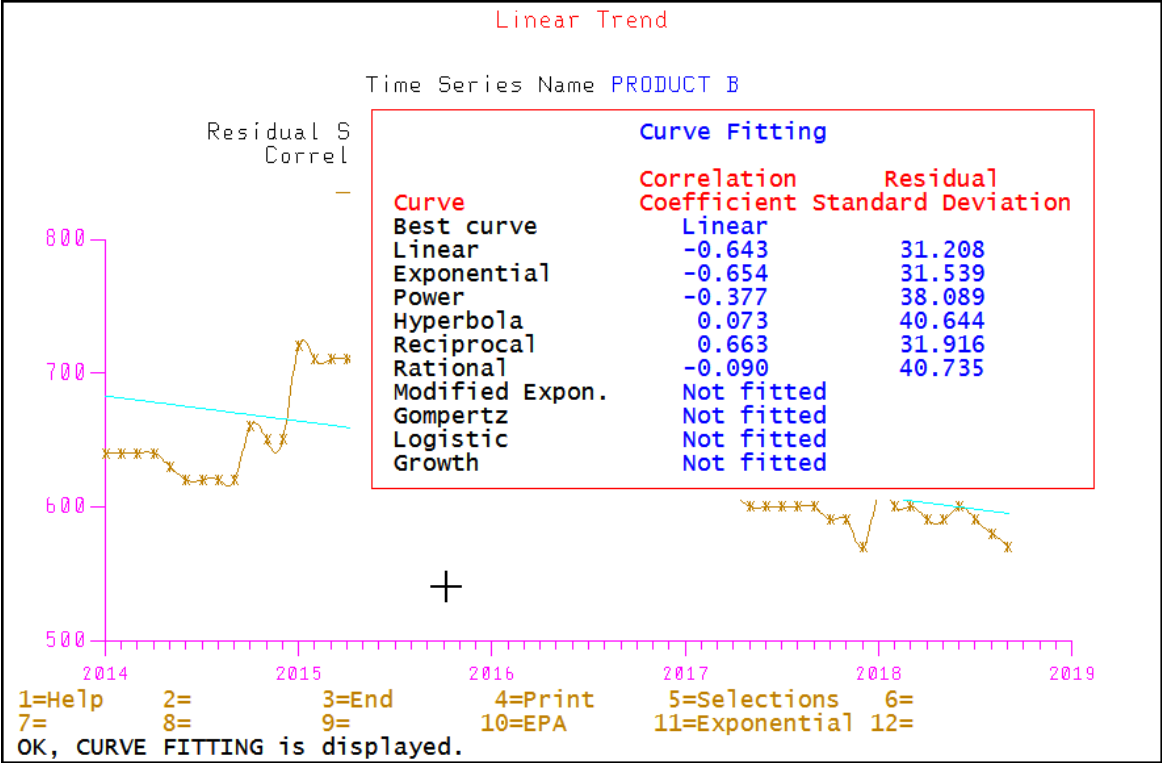 Linear Trend
Time Series Name PRODUCT B
Residual S
Correl
Curve Fitting
Correlation Residual
Curve Coefficient Standard Deviation
Best curve Linear
Linear -0.643 31.208
Exponential -0.654 31.539
Power -0.377 38.089
Hyperbola 0.073 40.644
Reciprocal 0.663 31.916
Rational -0.090 40.735
Modified Expon. Not fitted
Gompertz Not fitted
Logistic Not fitted
Growth Not fitted
800
700
600
500
2014 2015 2016 2017 2018 2019
1=Help 2= 3=End 4=Print 5=Selections 6=
7= 8= 9= 10=EPA 11=Exponential 12=
OK, CURVE FITTING is displayed.